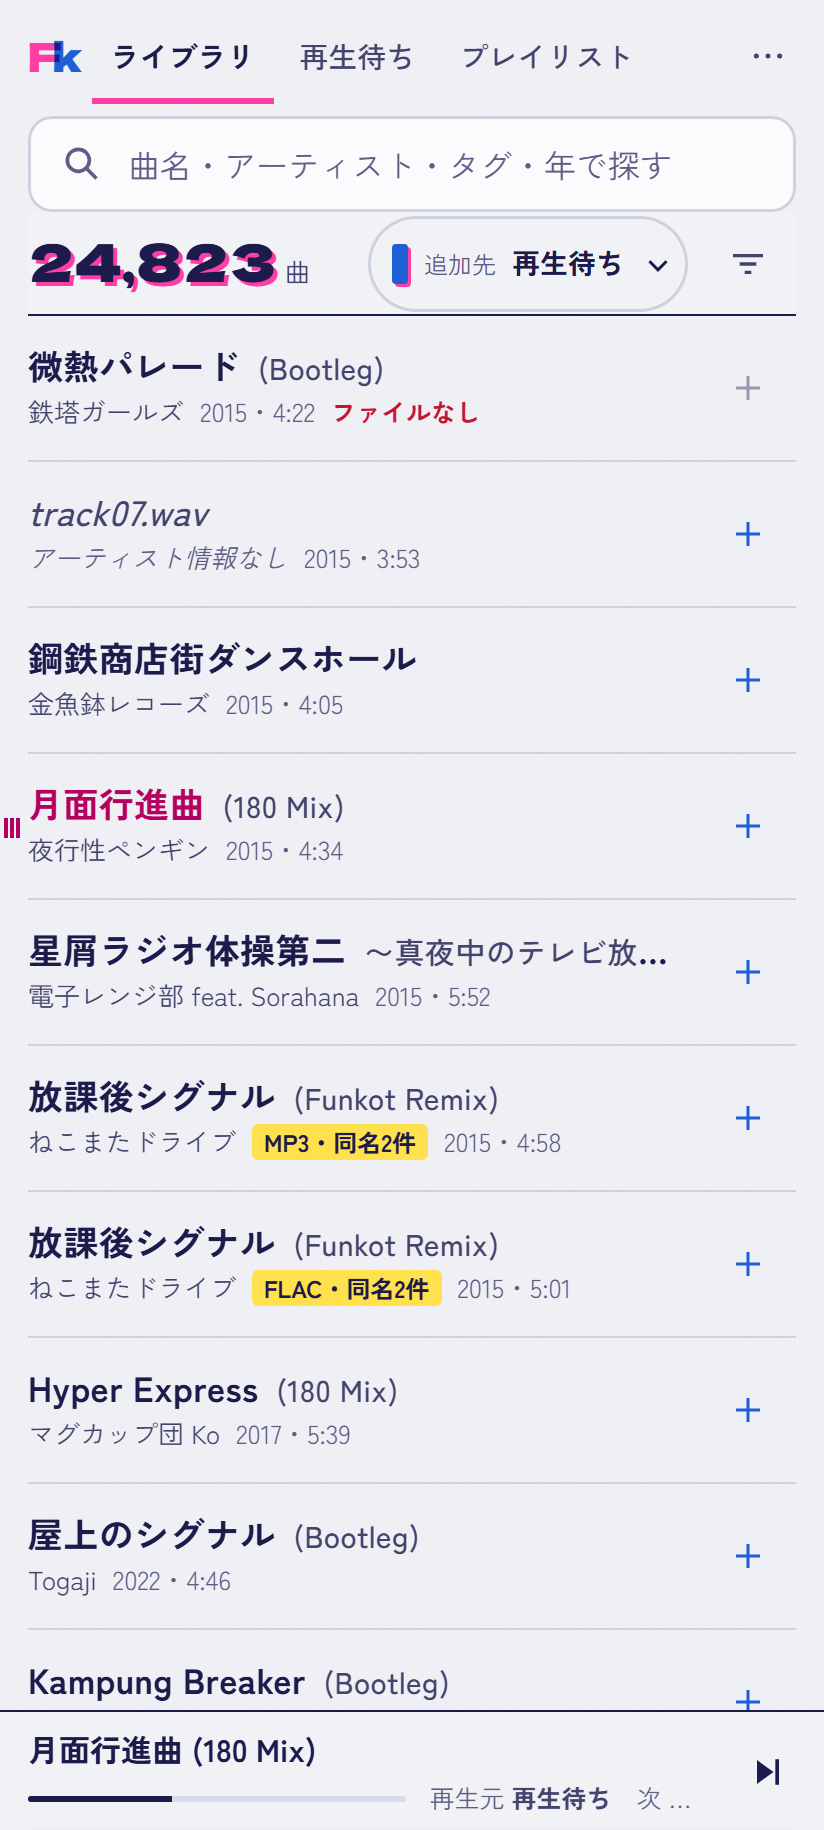 Fk ライブラリ 再生待ち プレイリスト ...
曲名・アーティスト・タグ・年で探す
24,823 曲 追加先 再生待ち
微熱パレード (Bootleg)
鉄塔ガールズ 2015・4:22 ファイルなし
track07.wav
アーティスト情報なし 2015・3:53
鋼鉄商店街ダンスホール
金魚鉢レコーズ 2015・4:05
月面行進曲 (180 Mix)
夜行性ペンギン 2015・4:34
星屑ラジオ体操第二 〜真夜中のテレビ放...
電子レンジ部 feat. Sorahana 2015・5:52
放課後シグナル (Funkot Remix)
ねこまたドライブ MP3・同名2件 2015・4:58
放課後シグナル (Funkot Remix)
ねこまたドライブ FLAC・同名2件 2015・5:01
Hyper Express (180 Mix)
マグカップ団 Ko 2017・5:39
屋上のシグナル (Bootleg)
Togaji 2022・4:46
Kampung Breaker (Bootleg)
月面行進曲 (180 Mix)
再生元 再生待ち 次 ...